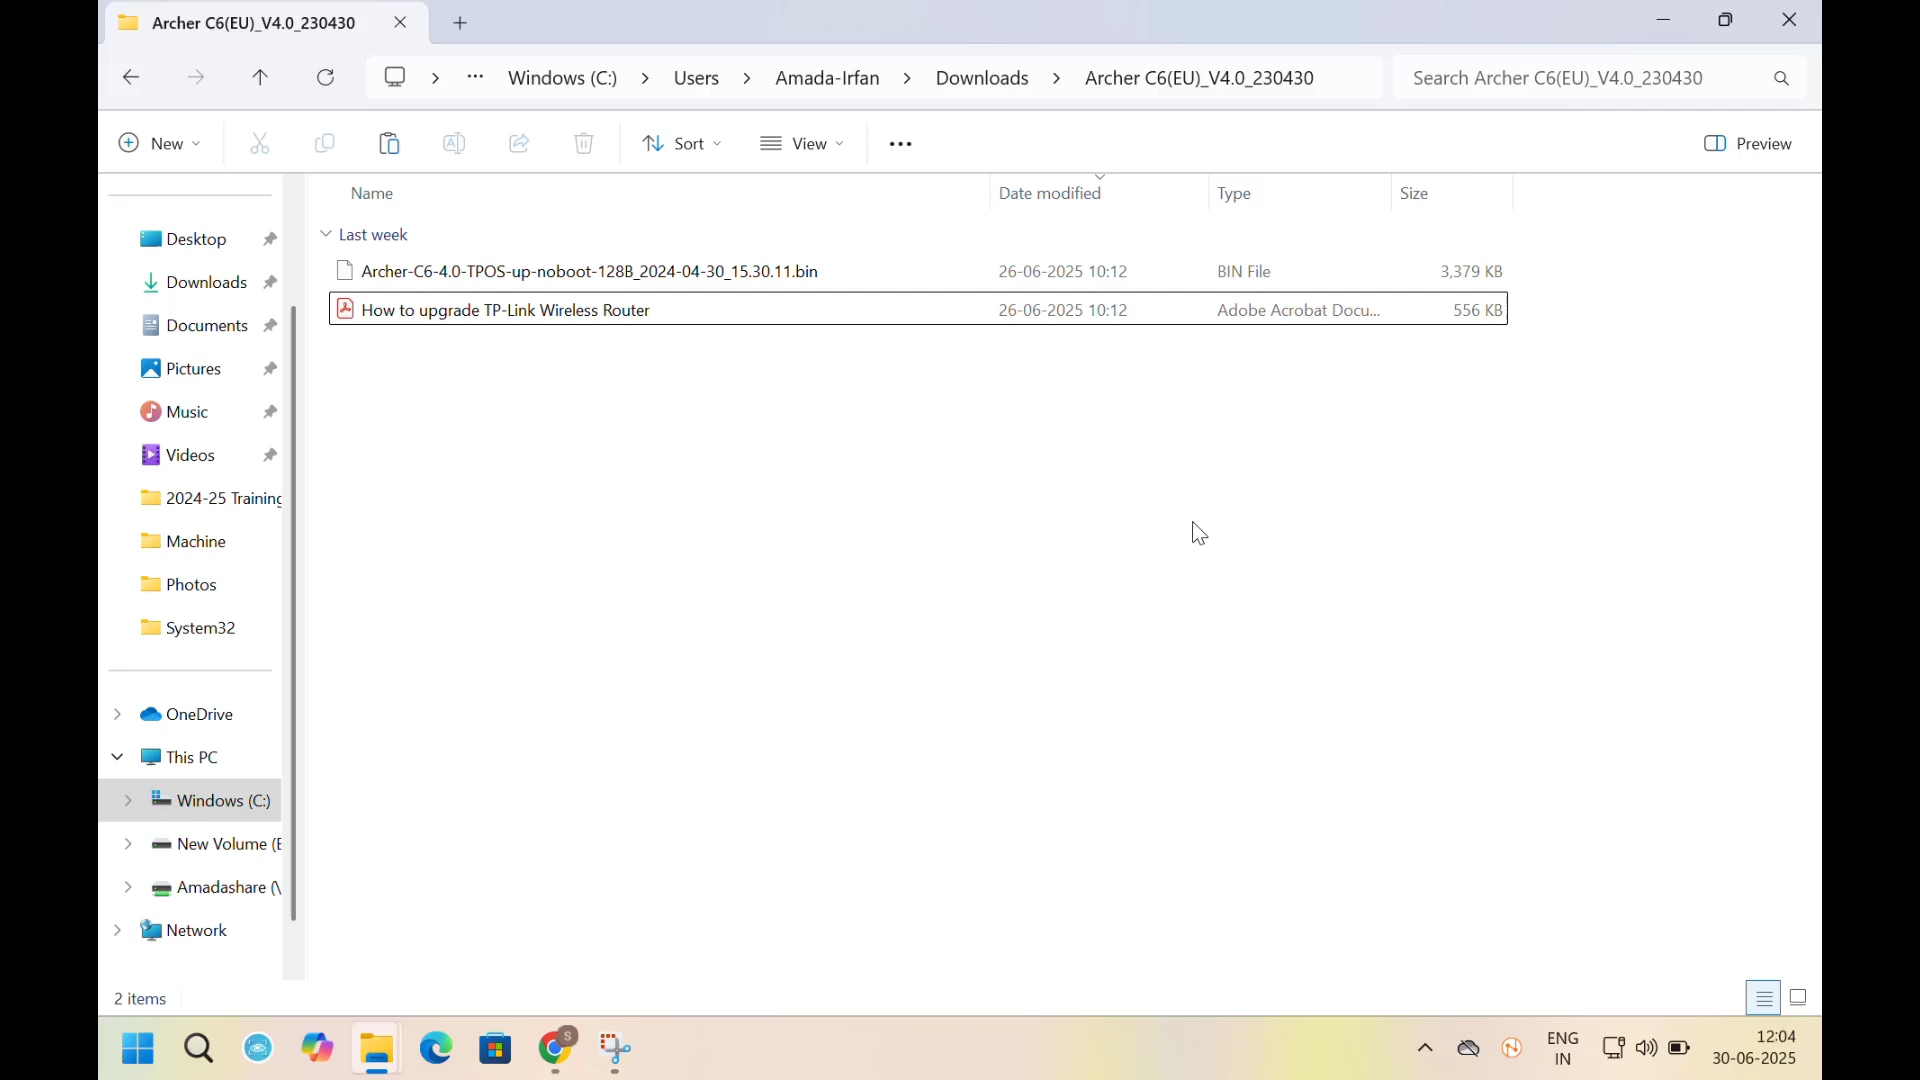 Archer C6(EU)_V4.0_230430
Windows (C:) Users Amada-Irfan Downloads Archer C6(EU)_V4.0_230430 Search Archer C6(EU)_V4.0_230430
New Sort View Preview
Name Date modified Type Size
Last week
Archer-C6-4.0-TPOS-up-noboot-128B_2024-04-30_15.30.11.bin 26-06-2025 10:12 BIN File 3,379 KB
How to upgrade TP-Link Wireless Router 26-06-2025 10:12 Adobe Acrobat Docu... 556 KB
Desktop
Downloads
Documents
Pictures
Music
Videos
2024-25 Training
Machine
Photos
System32
OneDrive
This PC
Windows (C:)
New Volume (E
Amadashare (\
Network
2 items
S
ENG
IN
12:04
30-06-2025